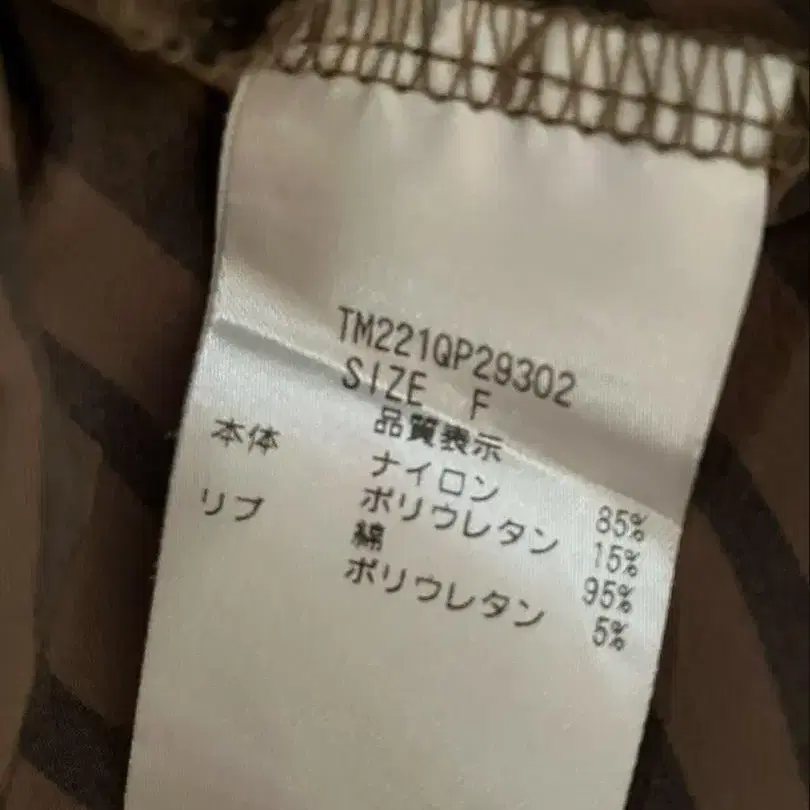 TM221QP29302
SIZE F
品質表示
本体 ナイロン 85%
ポリウレタン 15%
リブ 綿 95%
ポリウレタン 5%